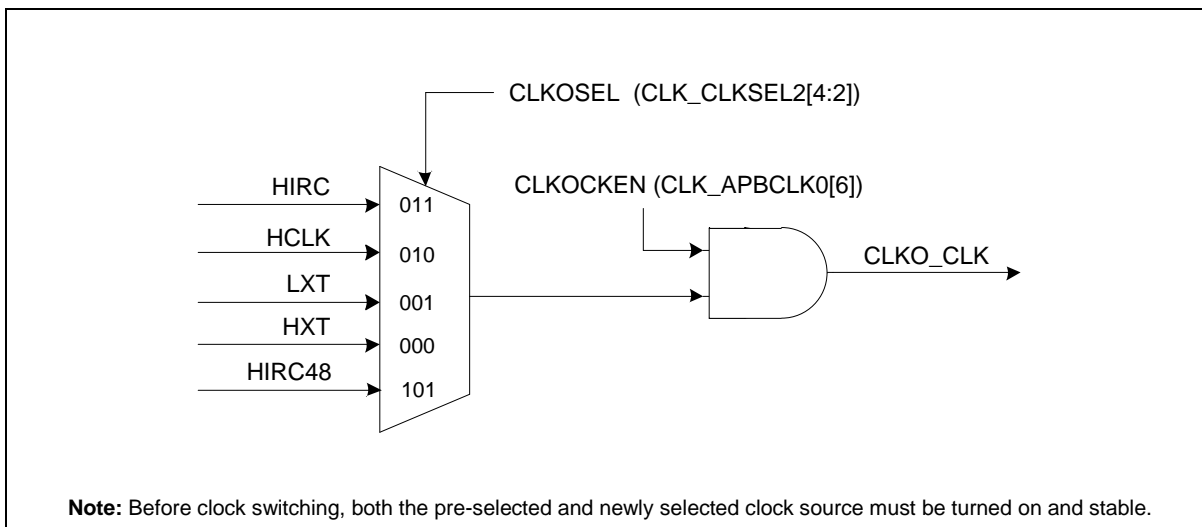 CLKOSEL (CLK_CLKSEL2[4:2])
CLKOCKEN (CLK_APBCLK0[6])
HIRC
011
HCLK
010
CLKO_CLK
LXT
001
HXT
000
HIRC48
101
Note: Before clock switching, both the pre-selected and newly selected clock source must be turned on and stable.